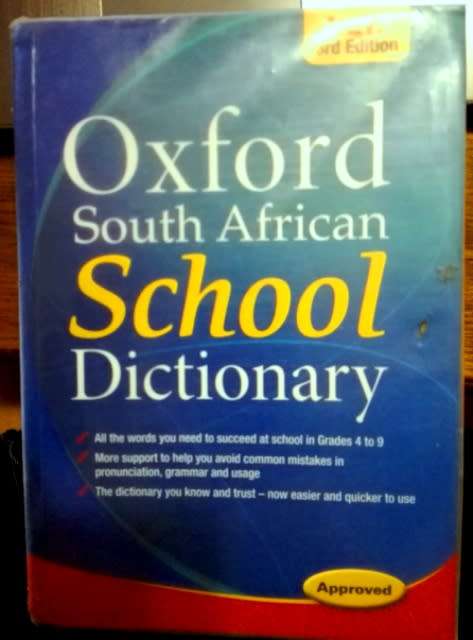 3rd Edition
Oxford
South African
School
Dictionary
All the words you need to succeed at school in Grades 4 to 9
More support to help you avoid common mistakes in
pronunciation, grammar and usage
The dictionary you know and trust – now easier and quicker to use
Approved